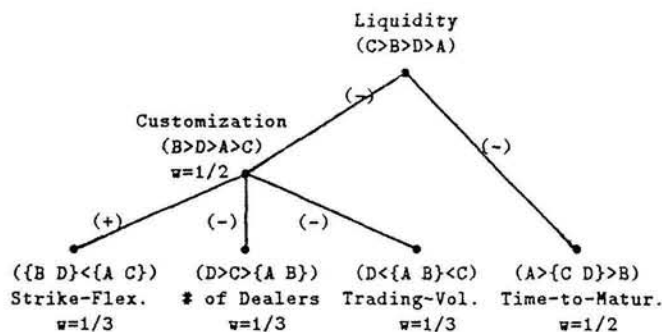 Liquidity
(C>B>D>A)
(-)
Customization
(B>D>A>C)
w=1/2
(~)
(+)
(-)
(-)
({B D}<{A C}) (D>C>{A B}) (D<{A B}<C) (A>{C D}>B)
Strike-Flex. # of Dealers Trading~Vol. Time-to-Matur.
w=1/3 w=1/3 w=1/3 w=1/2